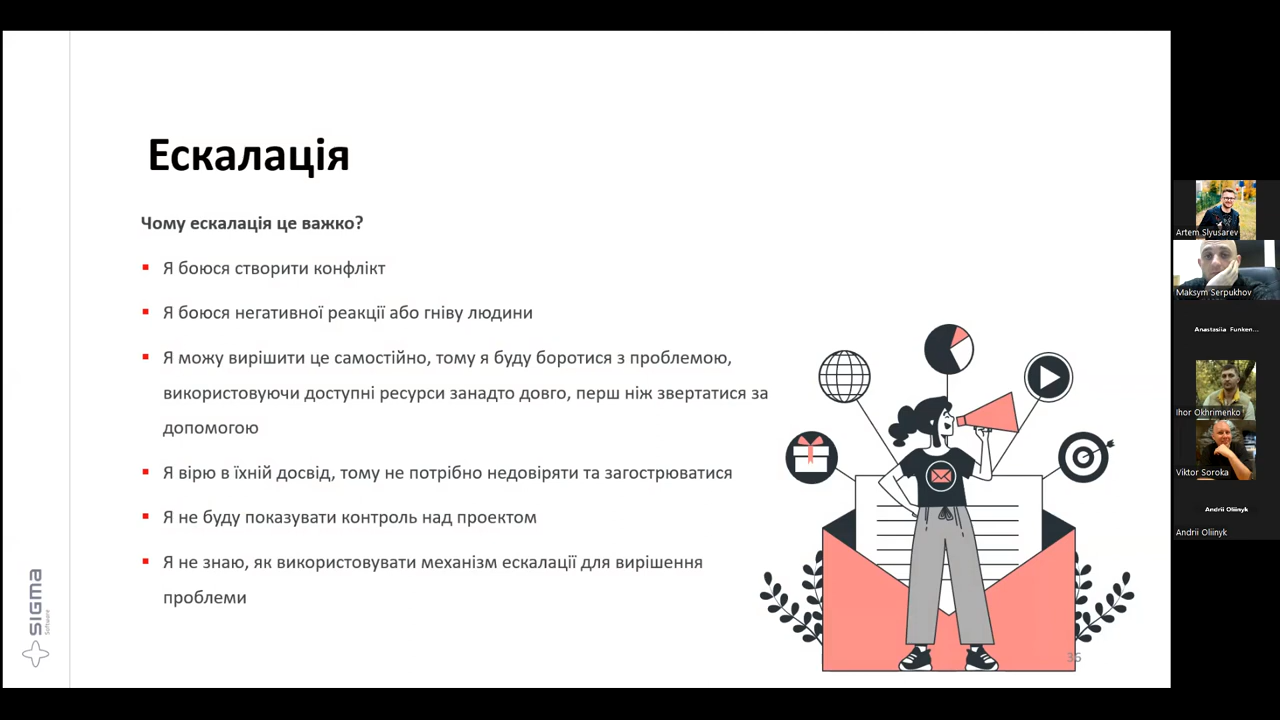 Ескалація
Чому ескалація це важко?
Я боюся створити конфлікт
Я боюся негативної реакції або гніву людини
Я можу вирішити це самостійно, тому я буду боротися з проблемою,
використовуючи доступні ресурси занадто довго, перш ніж звертатися за
допомогою
Я вірю в їхній досвід, тому не потрібно недовіряти та загострюватися
Я не буду показувати контроль над проектом
Я не знаю, як використовувати механізм ескалації для вирішення
проблеми
SIGMA
Software
36
Artem Slyusarev
Maksym Serpukhov
Anastasiia Funken...
Ihor Okhrimenko
Viktor Soroka
Andrii Oliinyk
Andrii Oliinyk